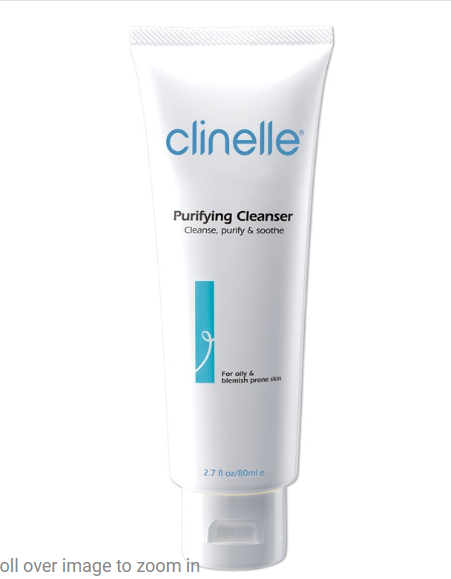 clinelle®
Purifying Cleanser
Cleanse, purify & soothe
For oily &
blemish prone skin
2.7 fl oz/80ml e
oll over image to zoom in